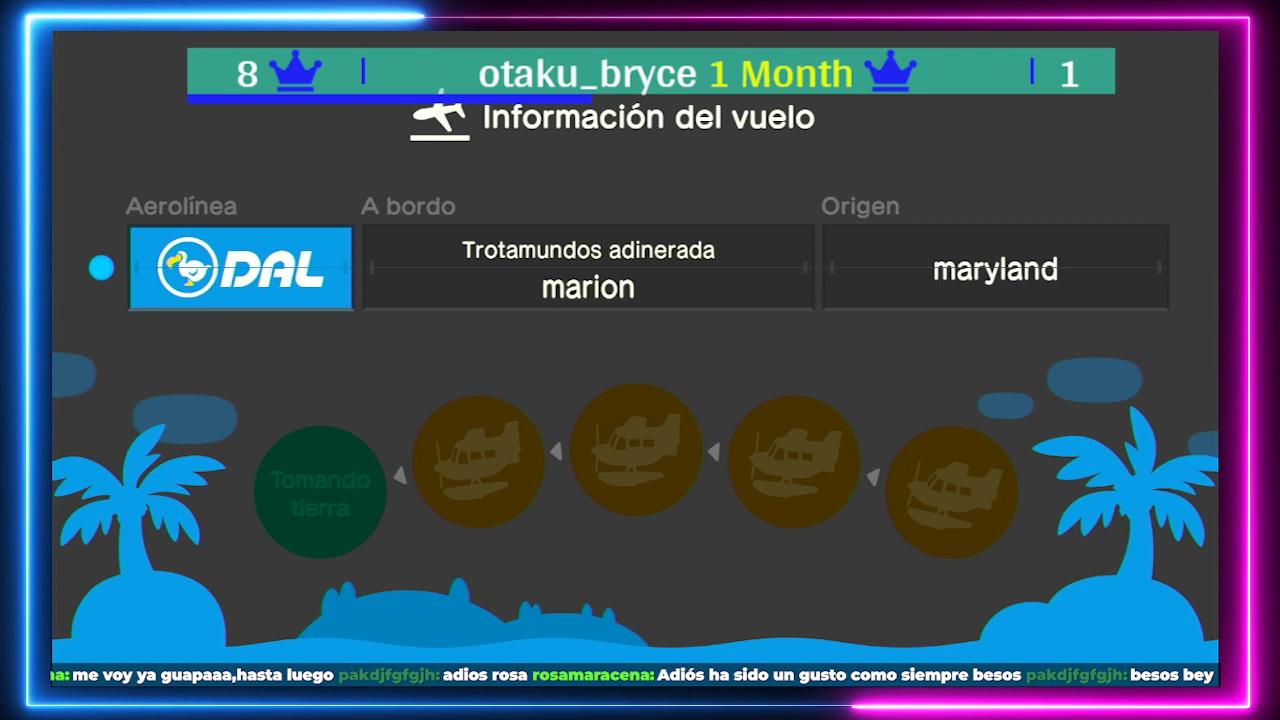 8 otaku_bryce 1 Month 1
Información del vuelo
Aerolínea A bordo Origen
DAL
Trotamundos adinerada
marion
maryland
Tomando
tierra
na: me voy ya guapaaa,hasta luego pakdjfgfgjh: adios rosa rosamaracena: Adiós ha sido un gusto como siempre besos pakdjfgfgjh: besos bey